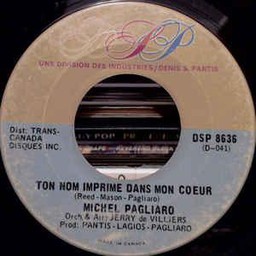 DSP
UNE DIVISION DES INDUSTRIES/DENIS & PANTIS
Dist: TRANS-
CANADA
DISQUES INC.
DSP 8636
(D-041)
TON NOM IMPRIME DANS MON COEUR
(Reed-Mason-Pagliaro)
MICHEL PAGLIARO
Orch & Arr: JERRY de VILLIERS
Prod: PANTIS-LAGIOS-PAGLIARO
MADE IN CANADA